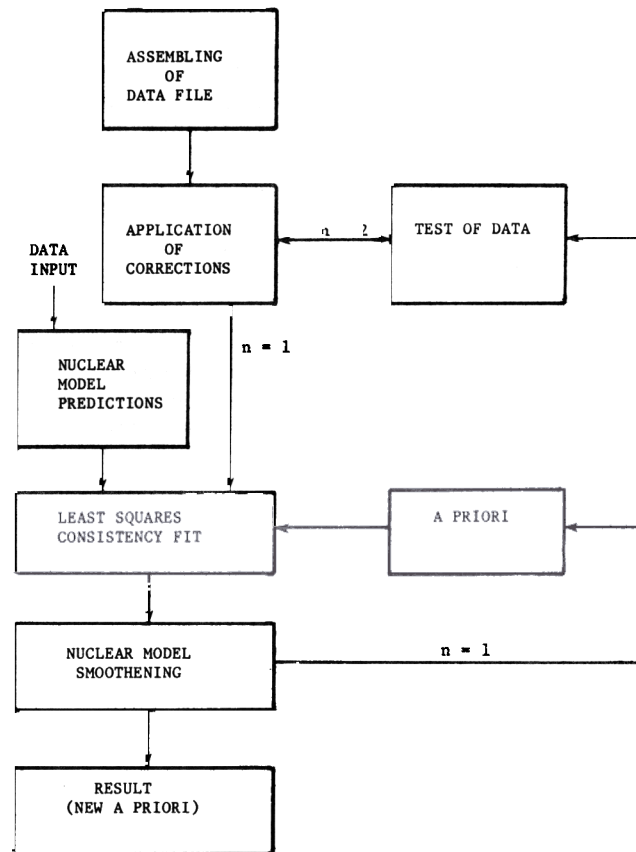 ASSEMBLING
OF
DATA FILE
APPLICATION
OF
CORRECTIONS
n 2
TEST OF DATA
DATA
INPUT
n = 1
NUCLEAR
MODEL
PREDICTIONS
LEAST SQUARES
CONSISTENCY FIT
A PRIORI
NUCLEAR MODEL
SMOOTHENING
n = 1
RESULT
(NEW A PRIORI)